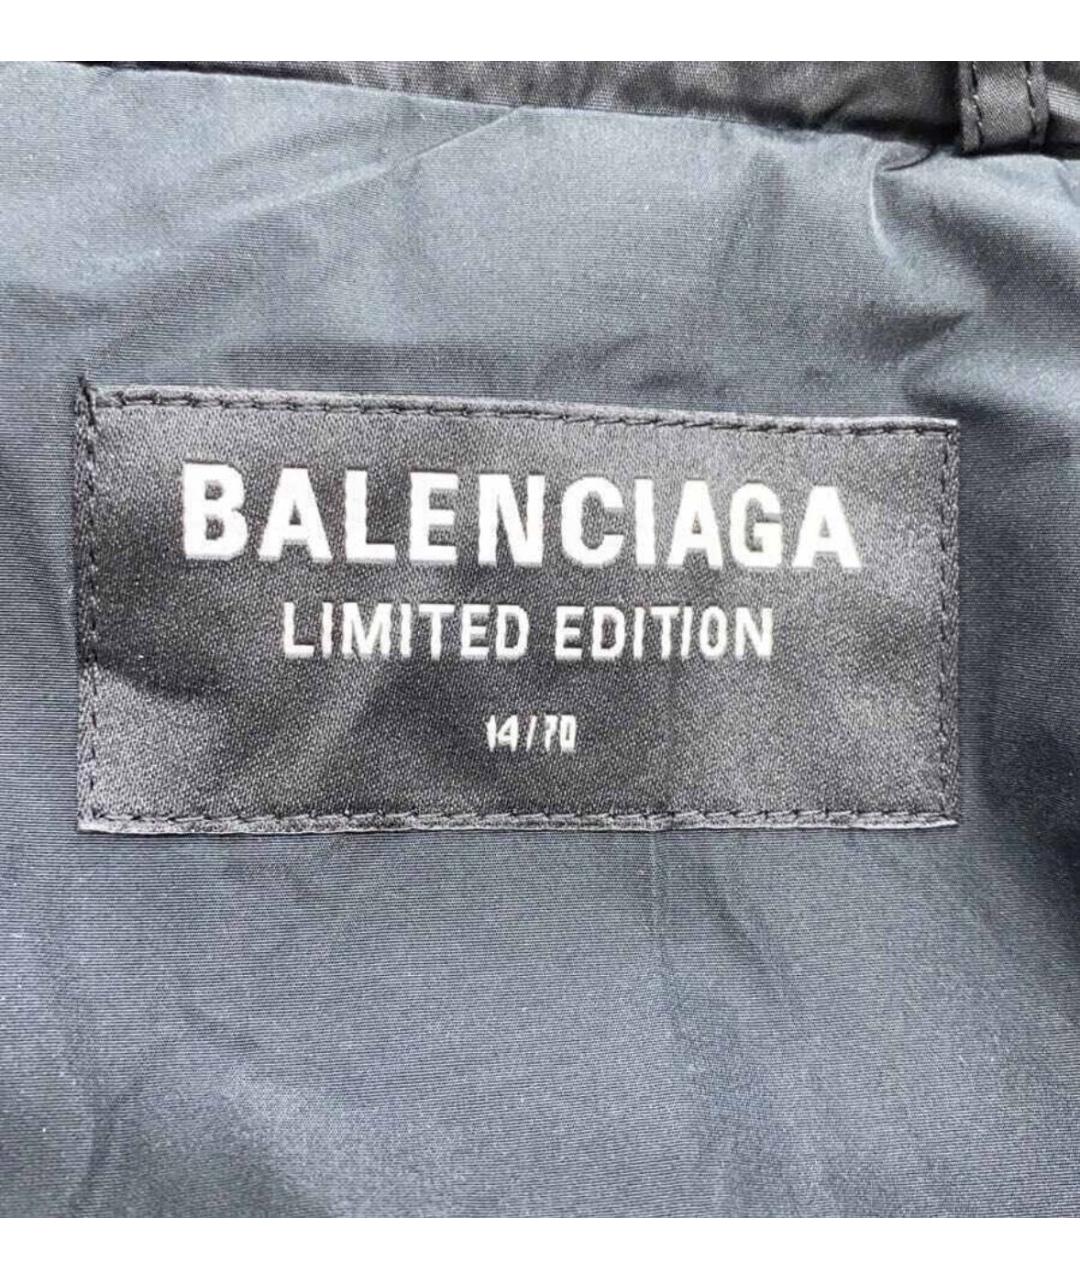 BALENCIAGA
LIMITED EDITION
14/70